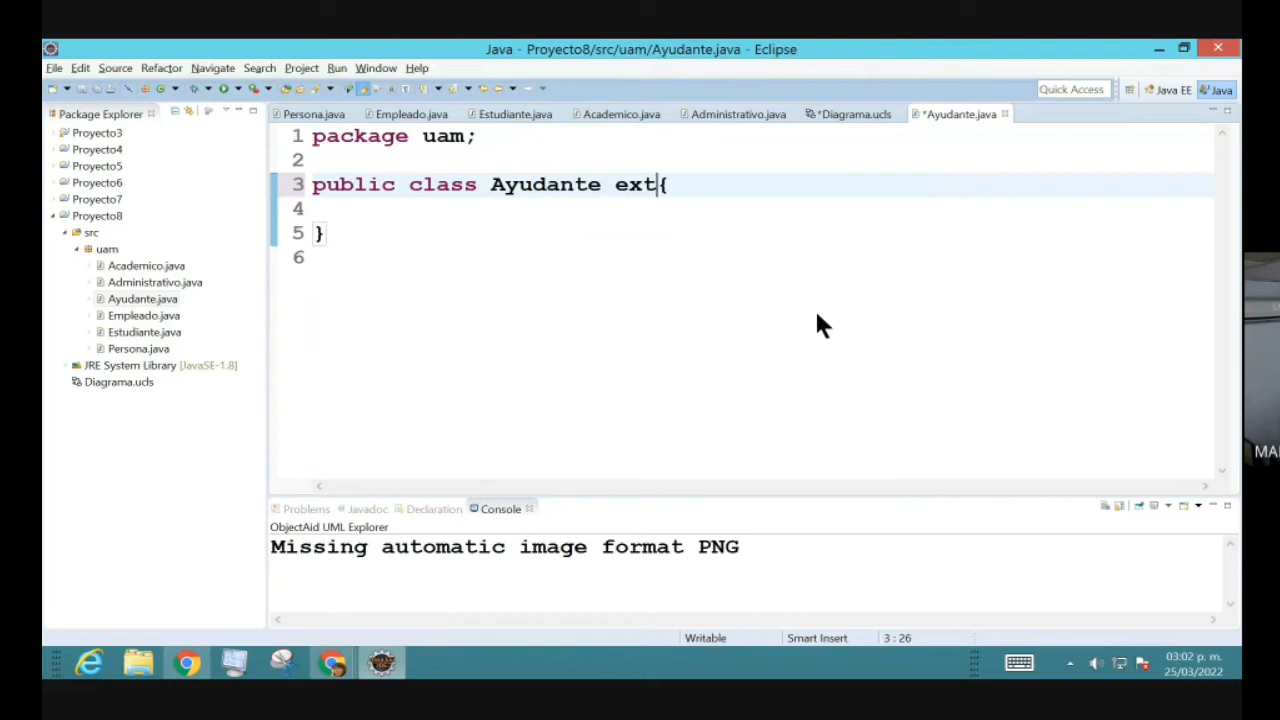 Java - Proyecto8/src/uam/Ayudante.java - Eclipse
File Edit Source Refactor Navigate Search Project Run Window Help
Quick Access
Java EE
Java
Package Explorer
Persona.java
Empleado.java
Estudiante.java
Academico.java
Administrativo.java
*Diagrama.ucls
*Ayudante.java
Proyecto3
Proyecto4
Proyecto5
Proyecto6
Proyecto7
Proyecto8
src
uam
Academico.java
Administrativo.java
Ayudante.java
Empleado.java
Estudiante.java
Persona.java
JRE System Library [JavaSE-1.8]
Diagrama.ucls
1 package uam;
2
3 public class Ayudante ext{
4
5 }
6
Problems Javadoc Declaration Console
ObjectAid UML Explorer
Missing automatic image format PNG
Writable
Smart Insert
3 : 26
03:02 p. m.
25/03/2022